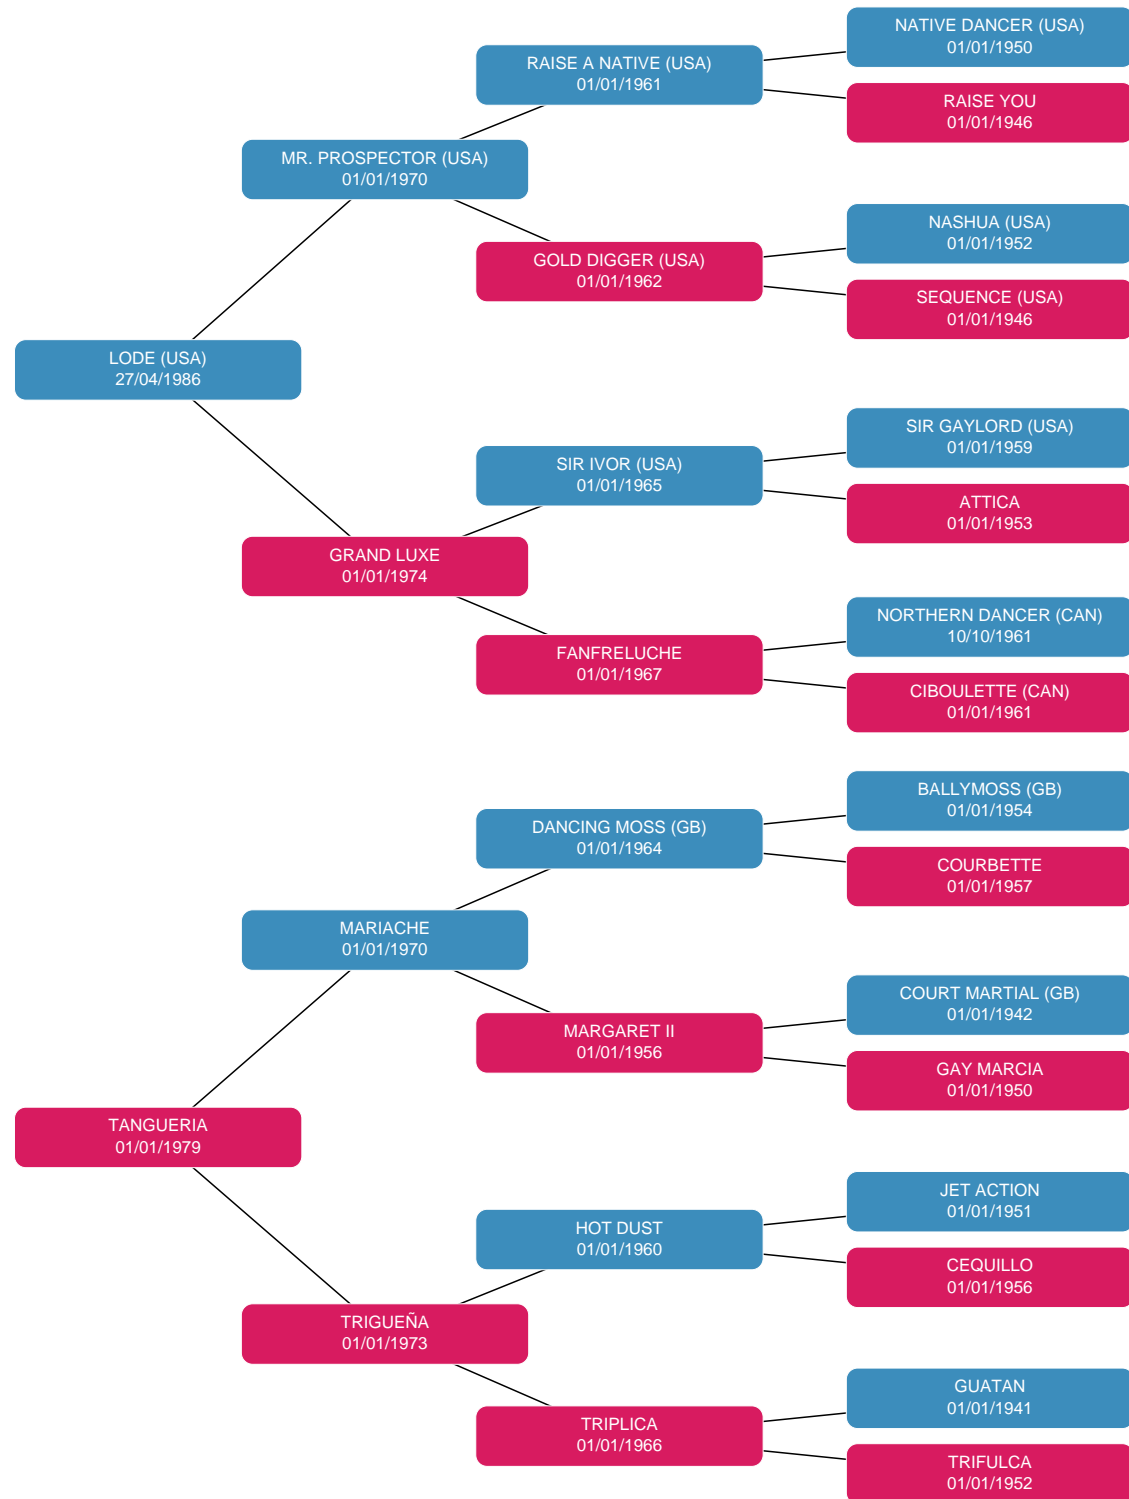 NATIVE DANCER (USA)
01/01/1950
RAISE A NATIVE (USA)
01/01/1961
RAISE YOU
01/01/1946
MR. PROSPECTOR (USA)
01/01/1970
NASHUA (USA)
01/01/1952
GOLD DIGGER (USA)
01/01/1962
SEQUENCE (USA)
01/01/1946
LODE (USA)
27/04/1986
SIR GAYLORD (USA)
01/01/1959
SIR IVOR (USA)
01/01/1965
ATTICA
01/01/1953
GRAND LUXE
01/01/1974
NORTHERN DANCER (CAN)
10/10/1961
FANFRELUCHE
01/01/1967
CIBOULETTE (CAN)
01/01/1961
BALLYMOSS (GB)
01/01/1954
DANCING MOSS (GB)
01/01/1964
COURBETTE
01/01/1957
MARIACHE
01/01/1970
COURT MARTIAL (GB)
01/01/1942
MARGARET II
01/01/1956
GAY MARCIA
01/01/1950
TANGUERIA
01/01/1979
JET ACTION
01/01/1951
HOT DUST
01/01/1960
CEQUILLO
01/01/1956
TRIGUEÑA
01/01/1973
GUATAN
01/01/1941
TRIPLICA
01/01/1966
TRIFULCA
01/01/1952